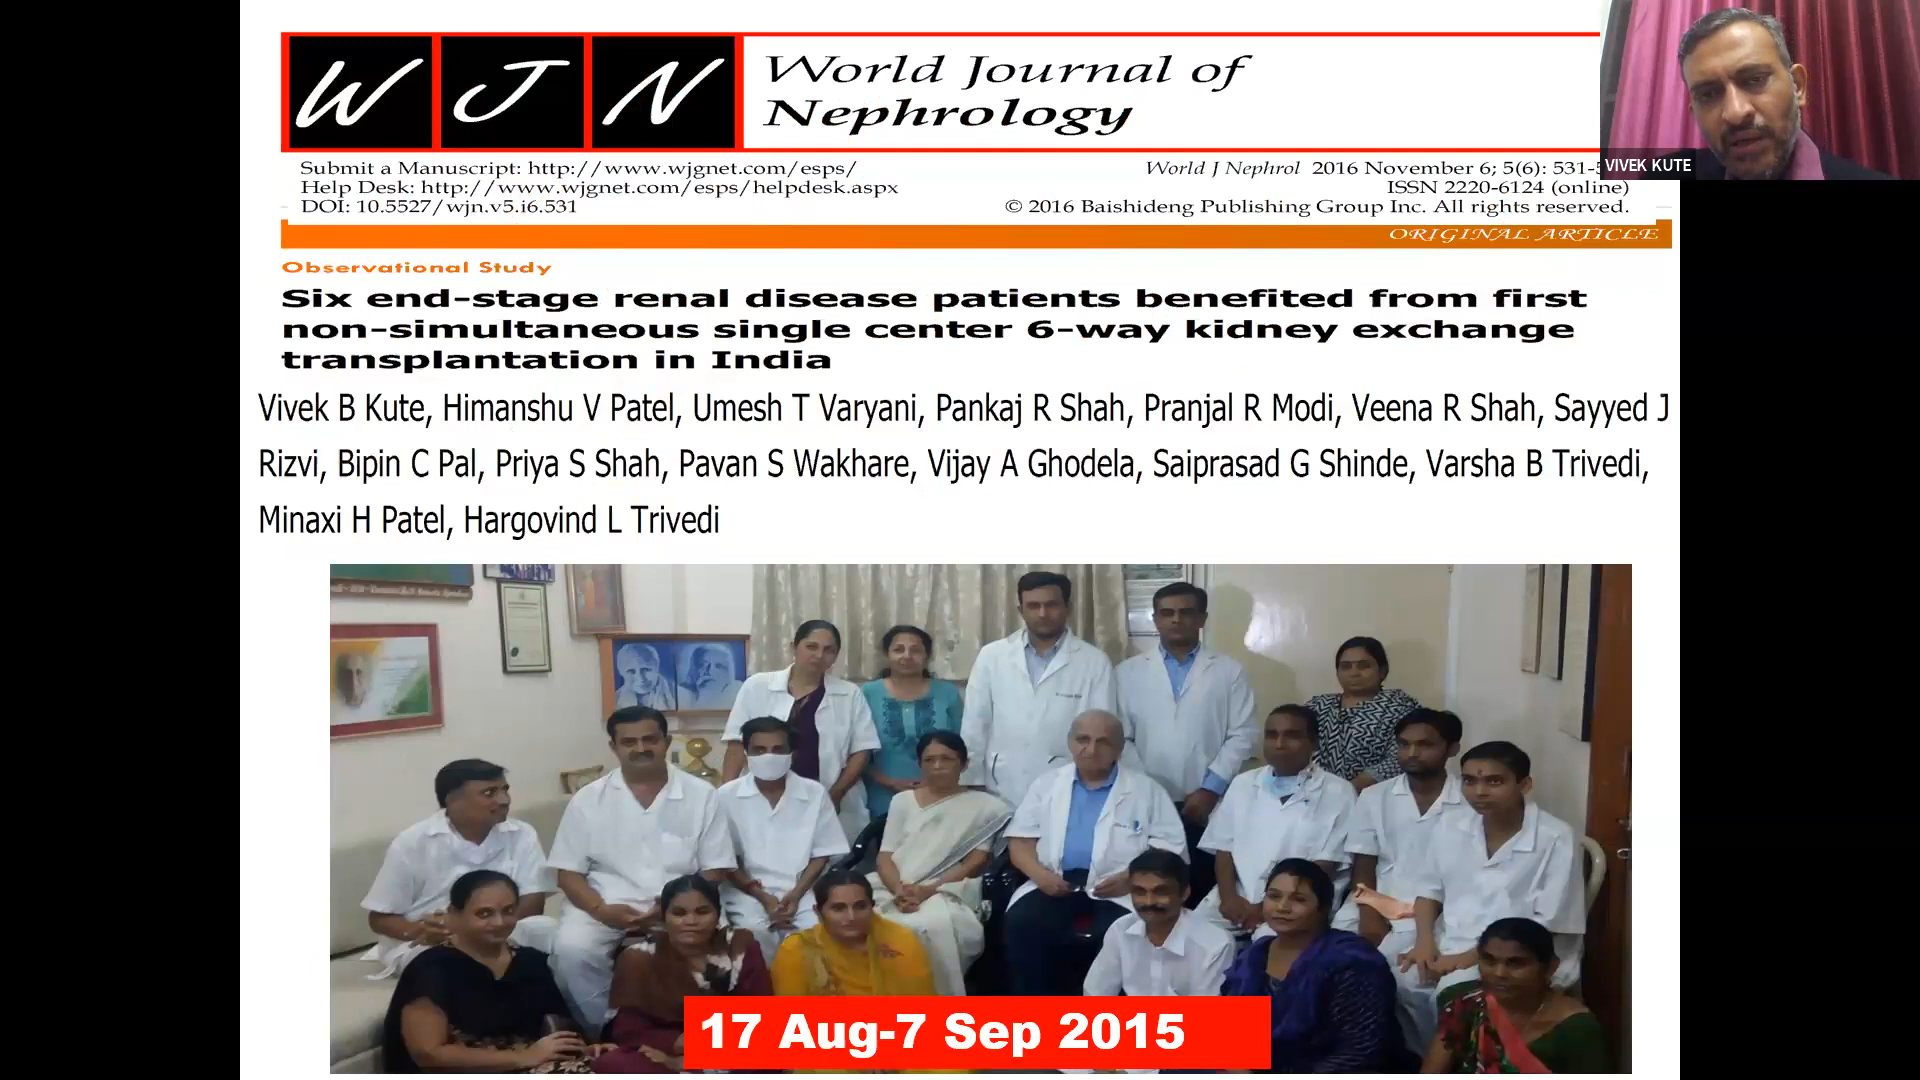 W J N
World Journal of
Nephrology
Submit a Manuscript: http://www.wjgnet.com/esps/
Help Desk: http://www.wjgnet.com/esps/helpdesk.aspx
DOI: 10.5527/wjn.v5.i6.531
World J Nephrol 2016 November 6; 5(6): 531-
ISSN 2220-6124 (online)
© 2016 Baishideng Publishing Group Inc. All rights reserved.
VIVEK KUTE
ORIGINAL ARTICLE
Observational Study
Six end-stage renal disease patients benefited from first
non-simultaneous single center 6-way kidney exchange
transplantation in India
Vivek B Kute, Himanshu V Patel, Umesh T Varyani, Pankaj R Shah, Pranjal R Modi, Veena R Shah, Sayyed J
Rizvi, Bipin C Pal, Priya S Shah, Pavan S Wakhare, Vijay A Ghodela, Saiprasad G Shinde, Varsha B Trivedi,
Minaxi H Patel, Hargovind L Trivedi
17 Aug-7 Sep 2015